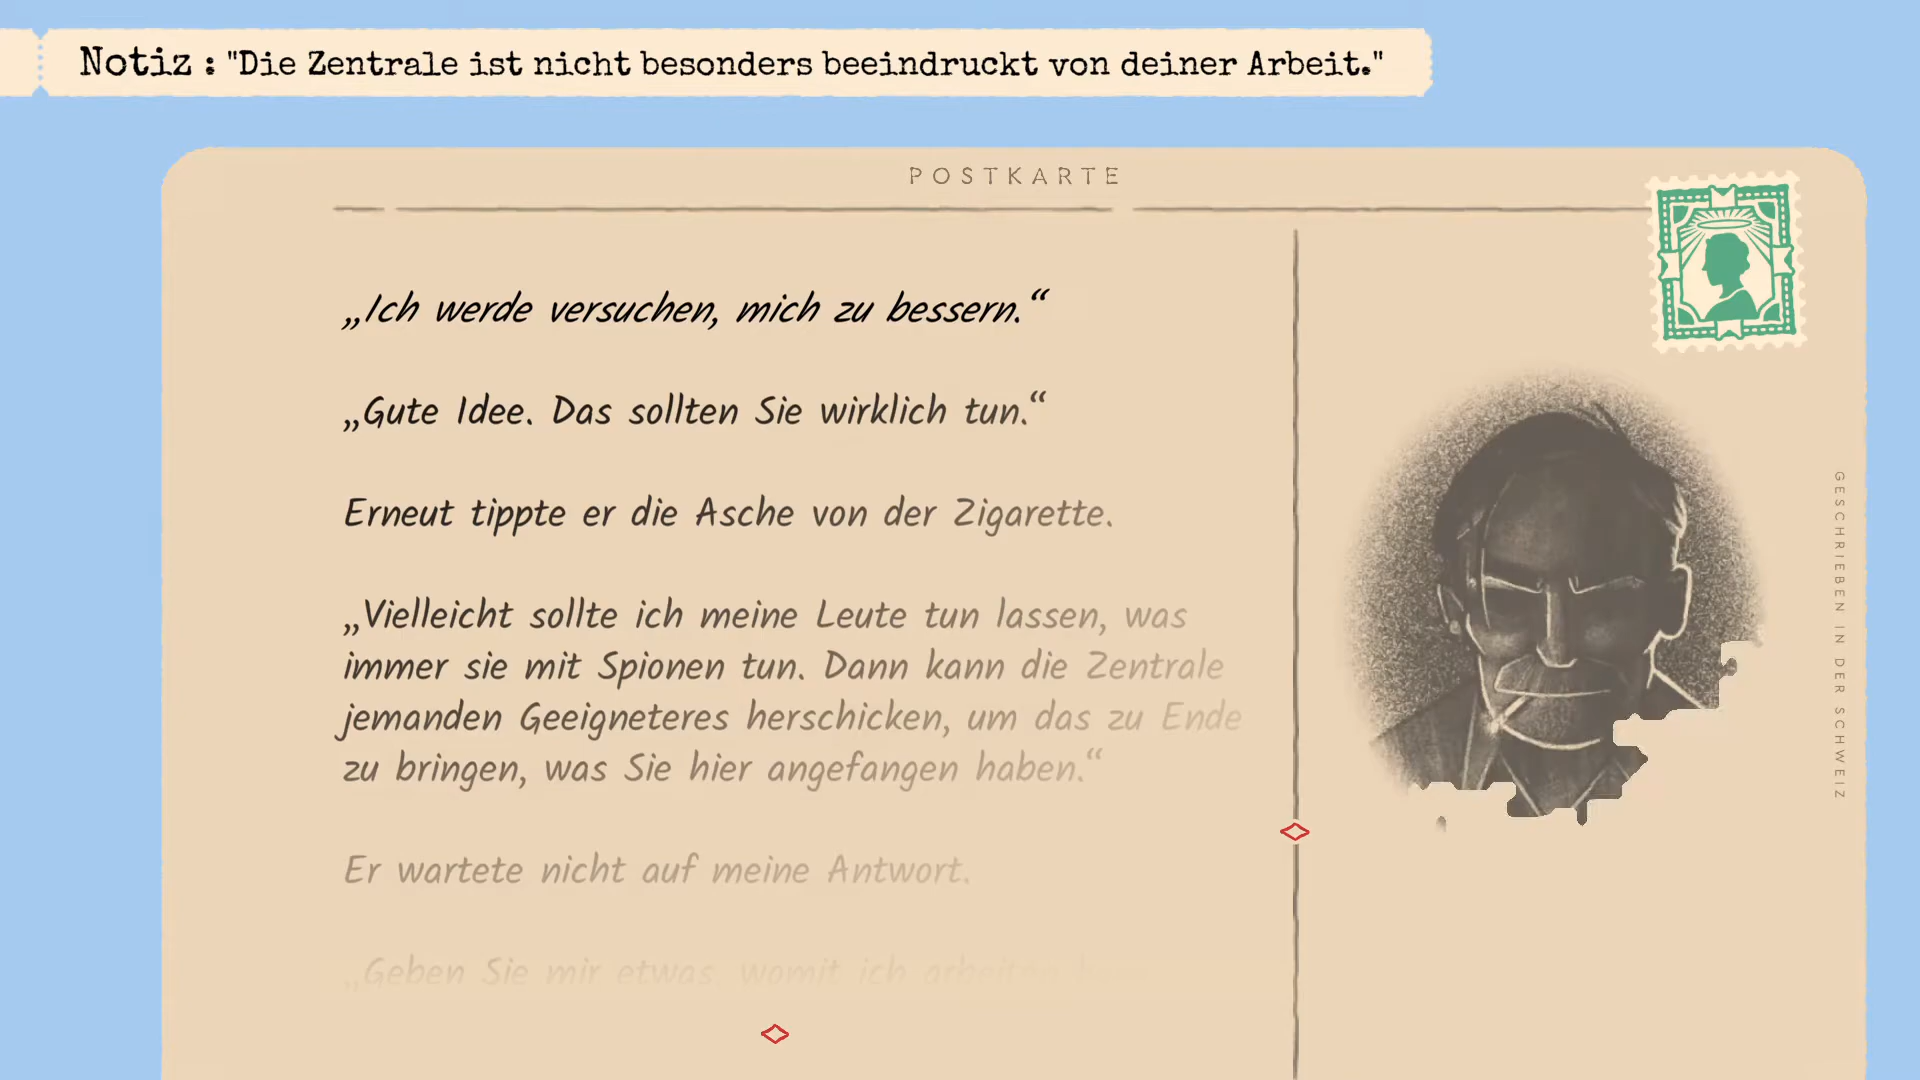 Notiz : "Die Zentrale ist nicht besonders beeindruckt von deiner Arbeit."
POSTKARTE
„Ich werde versuchen, mich zu bessern.“
„Gute Idee. Das sollten Sie wirklich tun.“
Erneut tippte er die Asche von der Zigarette.
„Vielleicht sollte ich meine Leute tun lassen, was
immer sie mit Spionen tun. Dann kann die Zentrale
jemanden Geeigneteres herschicken, um das zu Ende
zu bringen, was Sie hier angefangen haben.“
Er wartete nicht auf meine Antwort.
„Geben Sie mir etwas, womit ich arbeiten
GESCHRIEBEN IN DER SCHWEIZ